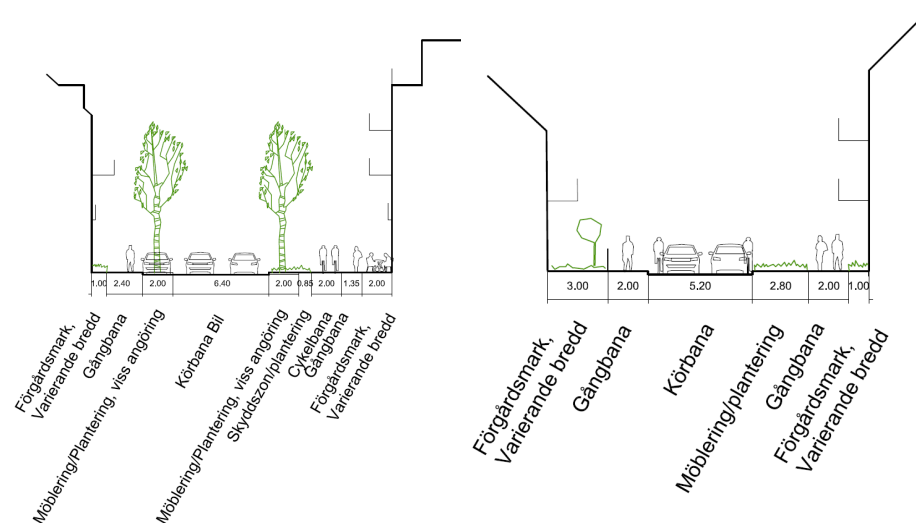 1.00 2.40 2.00 6.40 2.00 0.85 2.00 1.35 2.00
Förgårdsmark,
Varierande bredd
Gångbana
Möblering/Plantering, viss angöring
Körbana Bil
Möblering/Plantering, viss angöring
Skyddszon/plantering
Cykelbana
Gångbana
Förgårdsmark,
Varierande bredd
3.00 2.00 5.20 2.80 2.00 1.00
Förgårdsmark,
Varierande bredd
Gångbana
Körbana
Möblering/plantering
Gångbana
Förgårdsmark,
Varierande bredd